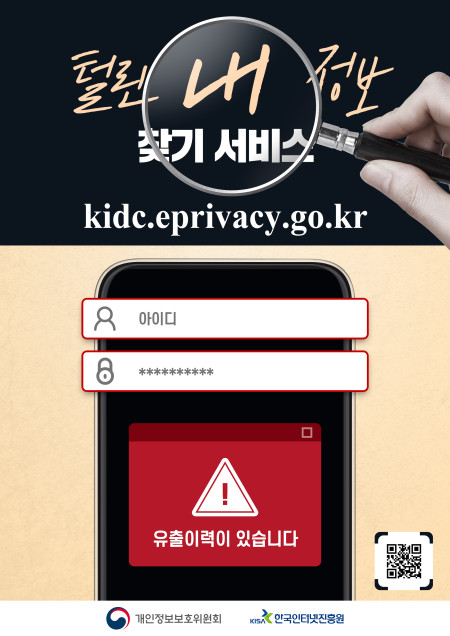 털린 내 정보
찾기 서비스
kidc.eprivacy.go.kr
아이디
**********
!
유출이력이 있습니다
개인정보보호위원회
KISA 한국인터넷진흥원